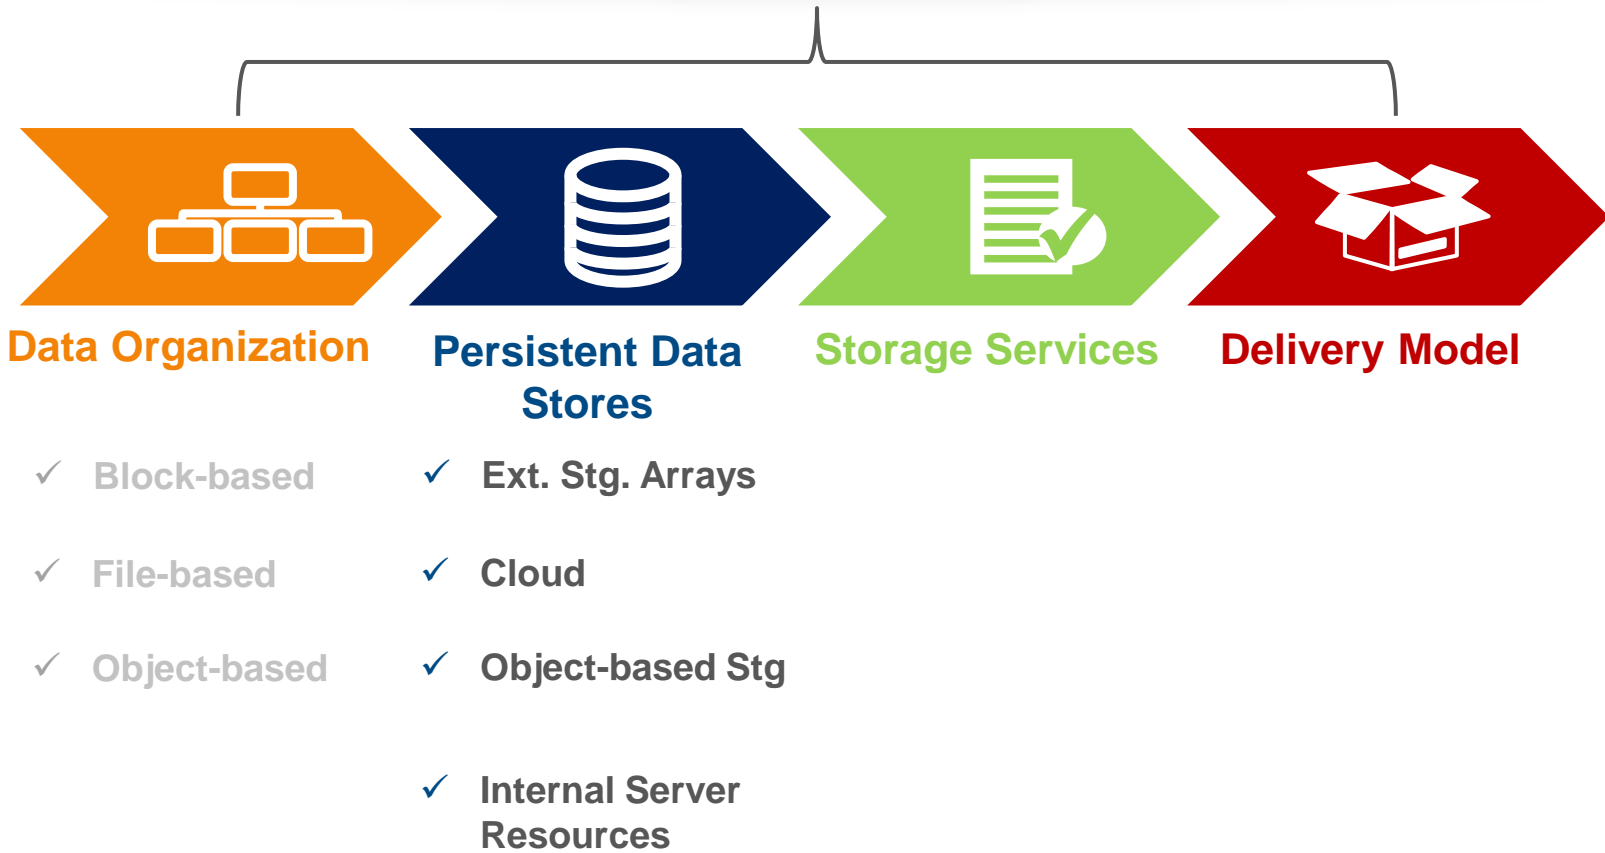 Data Organization
Persistent Data
Stores
Storage Services
Delivery Model
✓ Block-based
✓ File-based
✓ Object-based
✓ Ext. Stg. Arrays
✓ Cloud
✓ Object-based Stg
✓ Internal Server
Resources